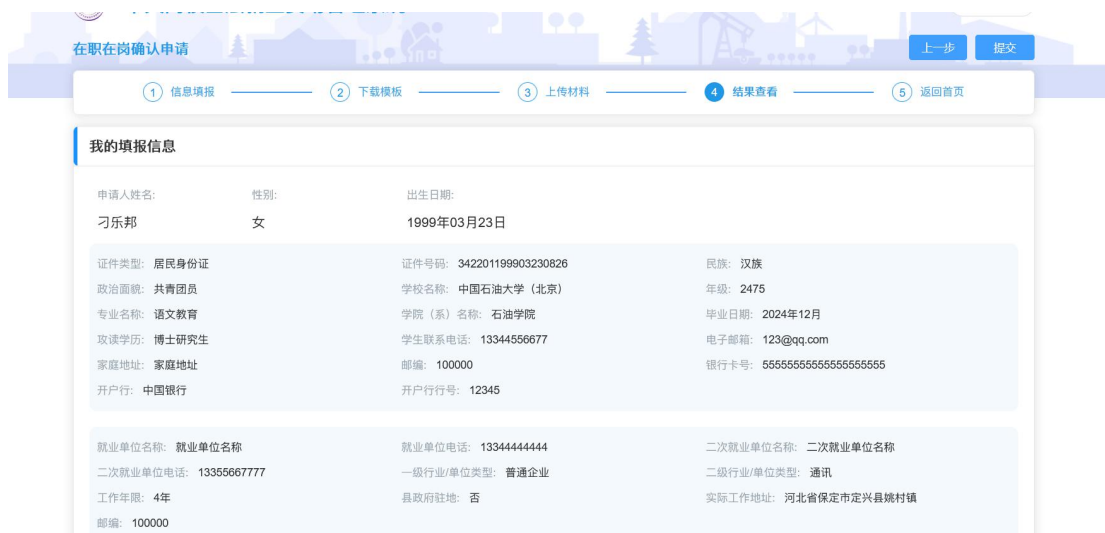 在职在岗确认申请
上一步 提交
1 信息填报 2 下载模板 3 上传材料 4 结果查看 5 返回首页
我的填报信息
申请人姓名: 性别: 出生日期:
刁乐邦 女 1999年03月23日
证件类型: 居民身份证 证件号码: 342201199903230826 民族: 汉族
政治面貌: 共青团员 学校名称: 中国石油大学（北京） 年级: 2475
专业名称: 语文教育 学院（系）名称: 石油学院 毕业日期: 2024年12月
攻读学历: 博士研究生 学生联系电话: 13344556677 电子邮箱: 123@qq.com
家庭地址: 家庭地址 邮编: 100000 银行卡号: 5555555555555555555
开户行: 中国银行 开户行行号: 12345
就业单位名称: 就业单位名称 就业单位电话: 13344444444 二次就业单位名称: 二次就业单位名称
二次就业单位电话: 13355667777 一级行业/单位类型: 普通企业 二级行业/单位类型: 通讯
工作年限: 4年 县政府驻地: 否 实际工作地址: 河北省保定市定兴县姚村镇
邮编: 100000